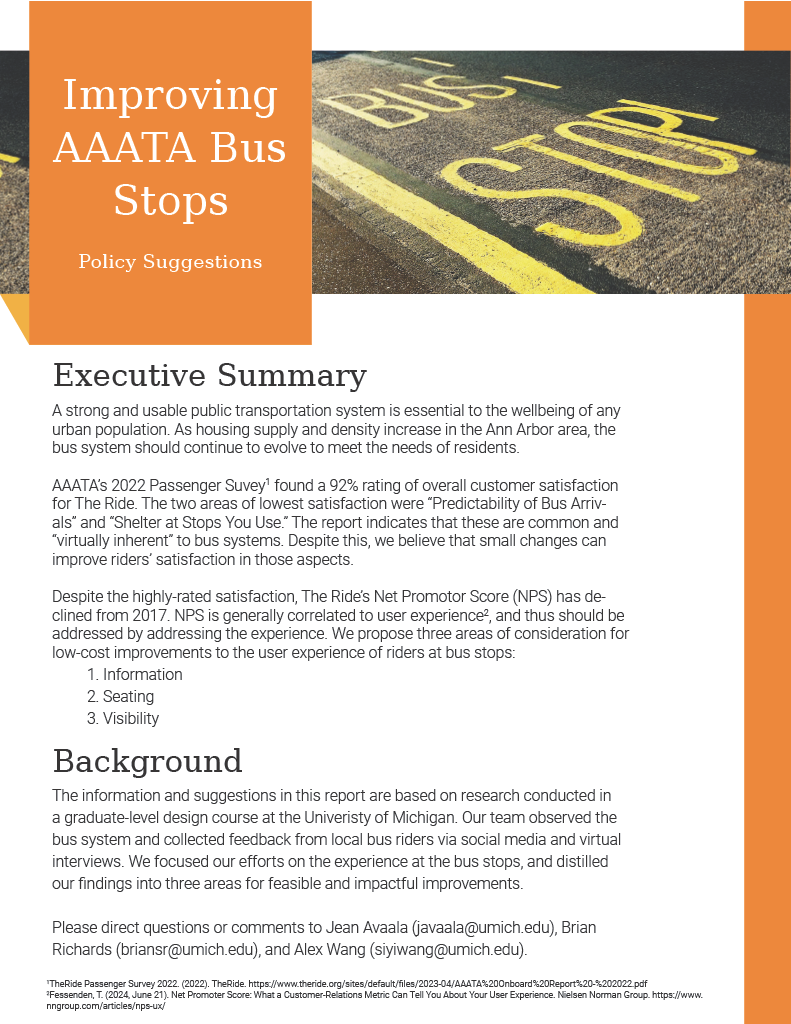 Improving
AAATA Bus
Stops
Policy Suggestions
BUS
STOP
Executive Summary
A strong and usable public transportation system is essential to the wellbeing of any
urban population. As housing supply and density increase in the Ann Arbor area, the
bus system should continue to evolve to meet the needs of residents.
AAATA’s 2022 Passenger Suvey¹ found a 92% rating of overall customer satisfaction
for The Ride. The two areas of lowest satisfaction were “Predictability of Bus Arriv-
als” and “Shelter at Stops You Use.” The report indicates that these are common and
“virtually inherent” to bus systems. Despite this, we believe that small changes can
improve riders’ satisfaction in those aspects.
Despite the highly-rated satisfaction, The Ride’s Net Promotor Score (NPS) has de-
clined from 2017. NPS is generally correlated to user experience², and thus should be
addressed by addressing the experience. We propose three areas of consideration for
low-cost improvements to the user experience of riders at bus stops:
1. Information
2. Seating
3. Visibility
Background
The information and suggestions in this report are based on research conducted in
a graduate-level design course at the Univeristy of Michigan. Our team observed the
bus system and collected feedback from local bus riders via social media and virtual
interviews. We focused our efforts on the experience at the bus stops, and distilled
our findings into three areas for feasible and impactful improvements.
Please direct questions or comments to Jean Avaala (javaala@umich.edu), Brian
Richards (briansr@umich.edu), and Alex Wang (siyiwang@umich.edu).
¹TheRide Passenger Survey 2022. (2022). TheRide. https://www.theride.org/sites/default/files/2023-04/AAATA%20Onboard%20Report%20-%202022.pdf
²Fessenden, T. (2024, June 21). Net Promoter Score: What a Customer-Relations Metric Can Tell You About Your User Experience. Nielsen Norman Group. https://www.
nngroup.com/articles/nps-ux/